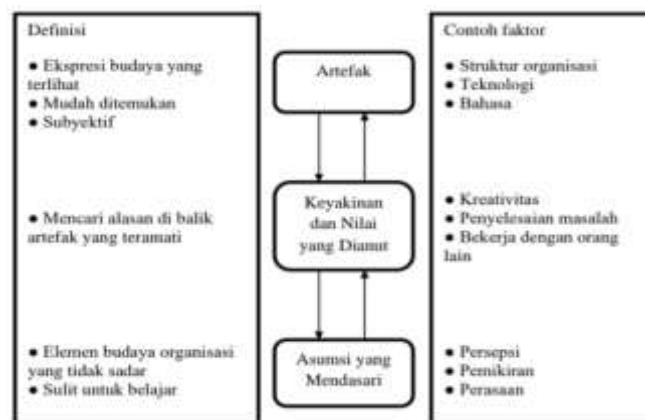 Definisi
● Ekspresi budaya yang
terlihat
● Mudah ditemukan
● Subyektif
● Mencari alasan di balik
artefak yang teramati
● Elemen budaya organisasi
yang tidak sadar
● Sulit untuk belajar
Artefak
Keyakinan
dan Nilai
yang Dianut
Asumsi yang
Mendasari
Contoh faktor
● Struktur organisasi
● Teknologi
● Bahasa
● Kreativitas
● Penyelesaian masalah
● Bekerja dengan orang
lain
● Persepsi
● Pemikiran
● Perasaan